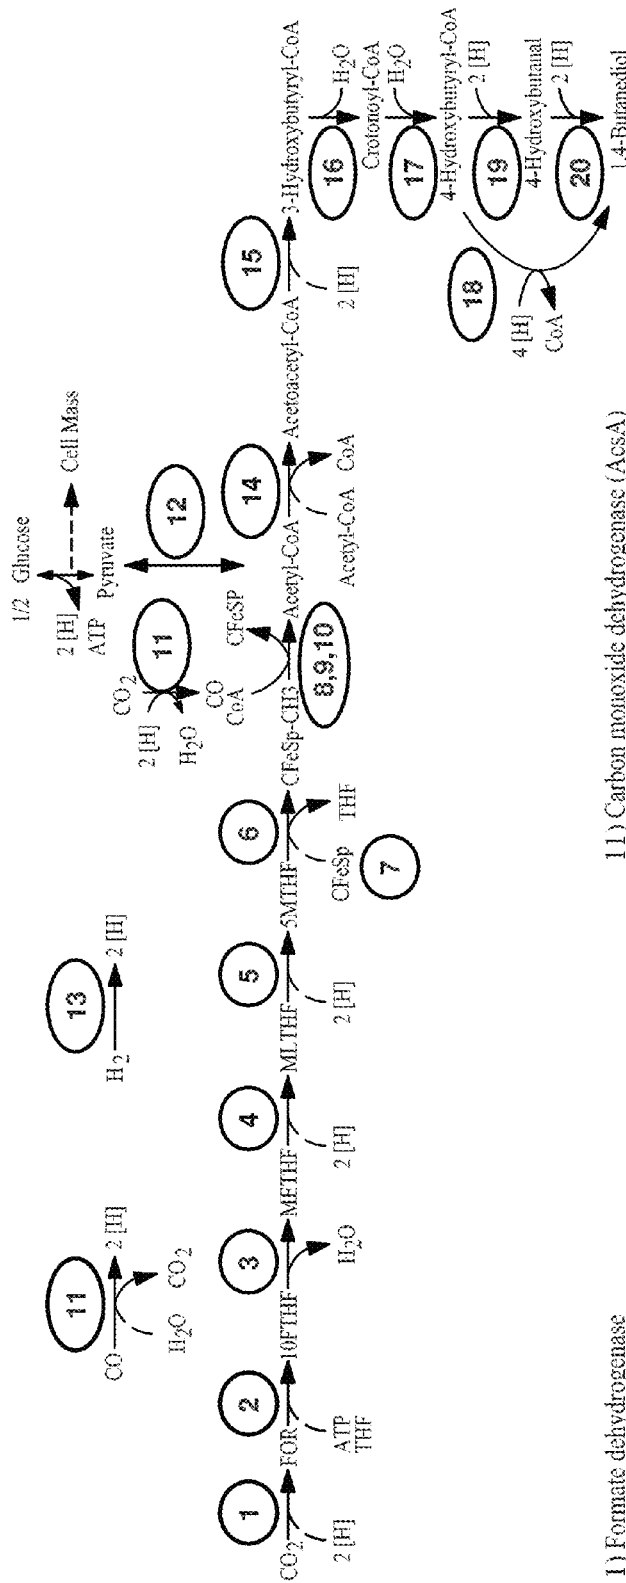 1/2 Glucose
2 [H]
ATP
Pyruvate
Cell Mass
CO
11
2 [H]
H2O
CO2
H2
13
2 [H]
CO2
11
2 [H]
H2O
CO
CoA
CFeSP
12
CO2
1
2 [H]
FOR
2
ATP
THF
10FTHF
3
H2O
METHF
4
2 [H]
MLTHF
5
2 [H]
5MTHF
6
CFeSp
THF
7
CFeSp-CH3
8,9,10
Acetyl-CoA
14
Acetyl-CoA
CoA
Acetoacetyl-CoA
15
2 [H]
3-Hydroxybutyryl-CoA
16
H2O
Crotonoyl-CoA
17
H2O
4-Hydroxybutyryl-CoA
18
4 [H]
CoA
19
2 [H]
4-Hydroxybutanal
20
2 [H]
1,4-Butanediol
1) Formate dehydrogenase
11) Carbon monoxide dehydrogenase (AcsA)